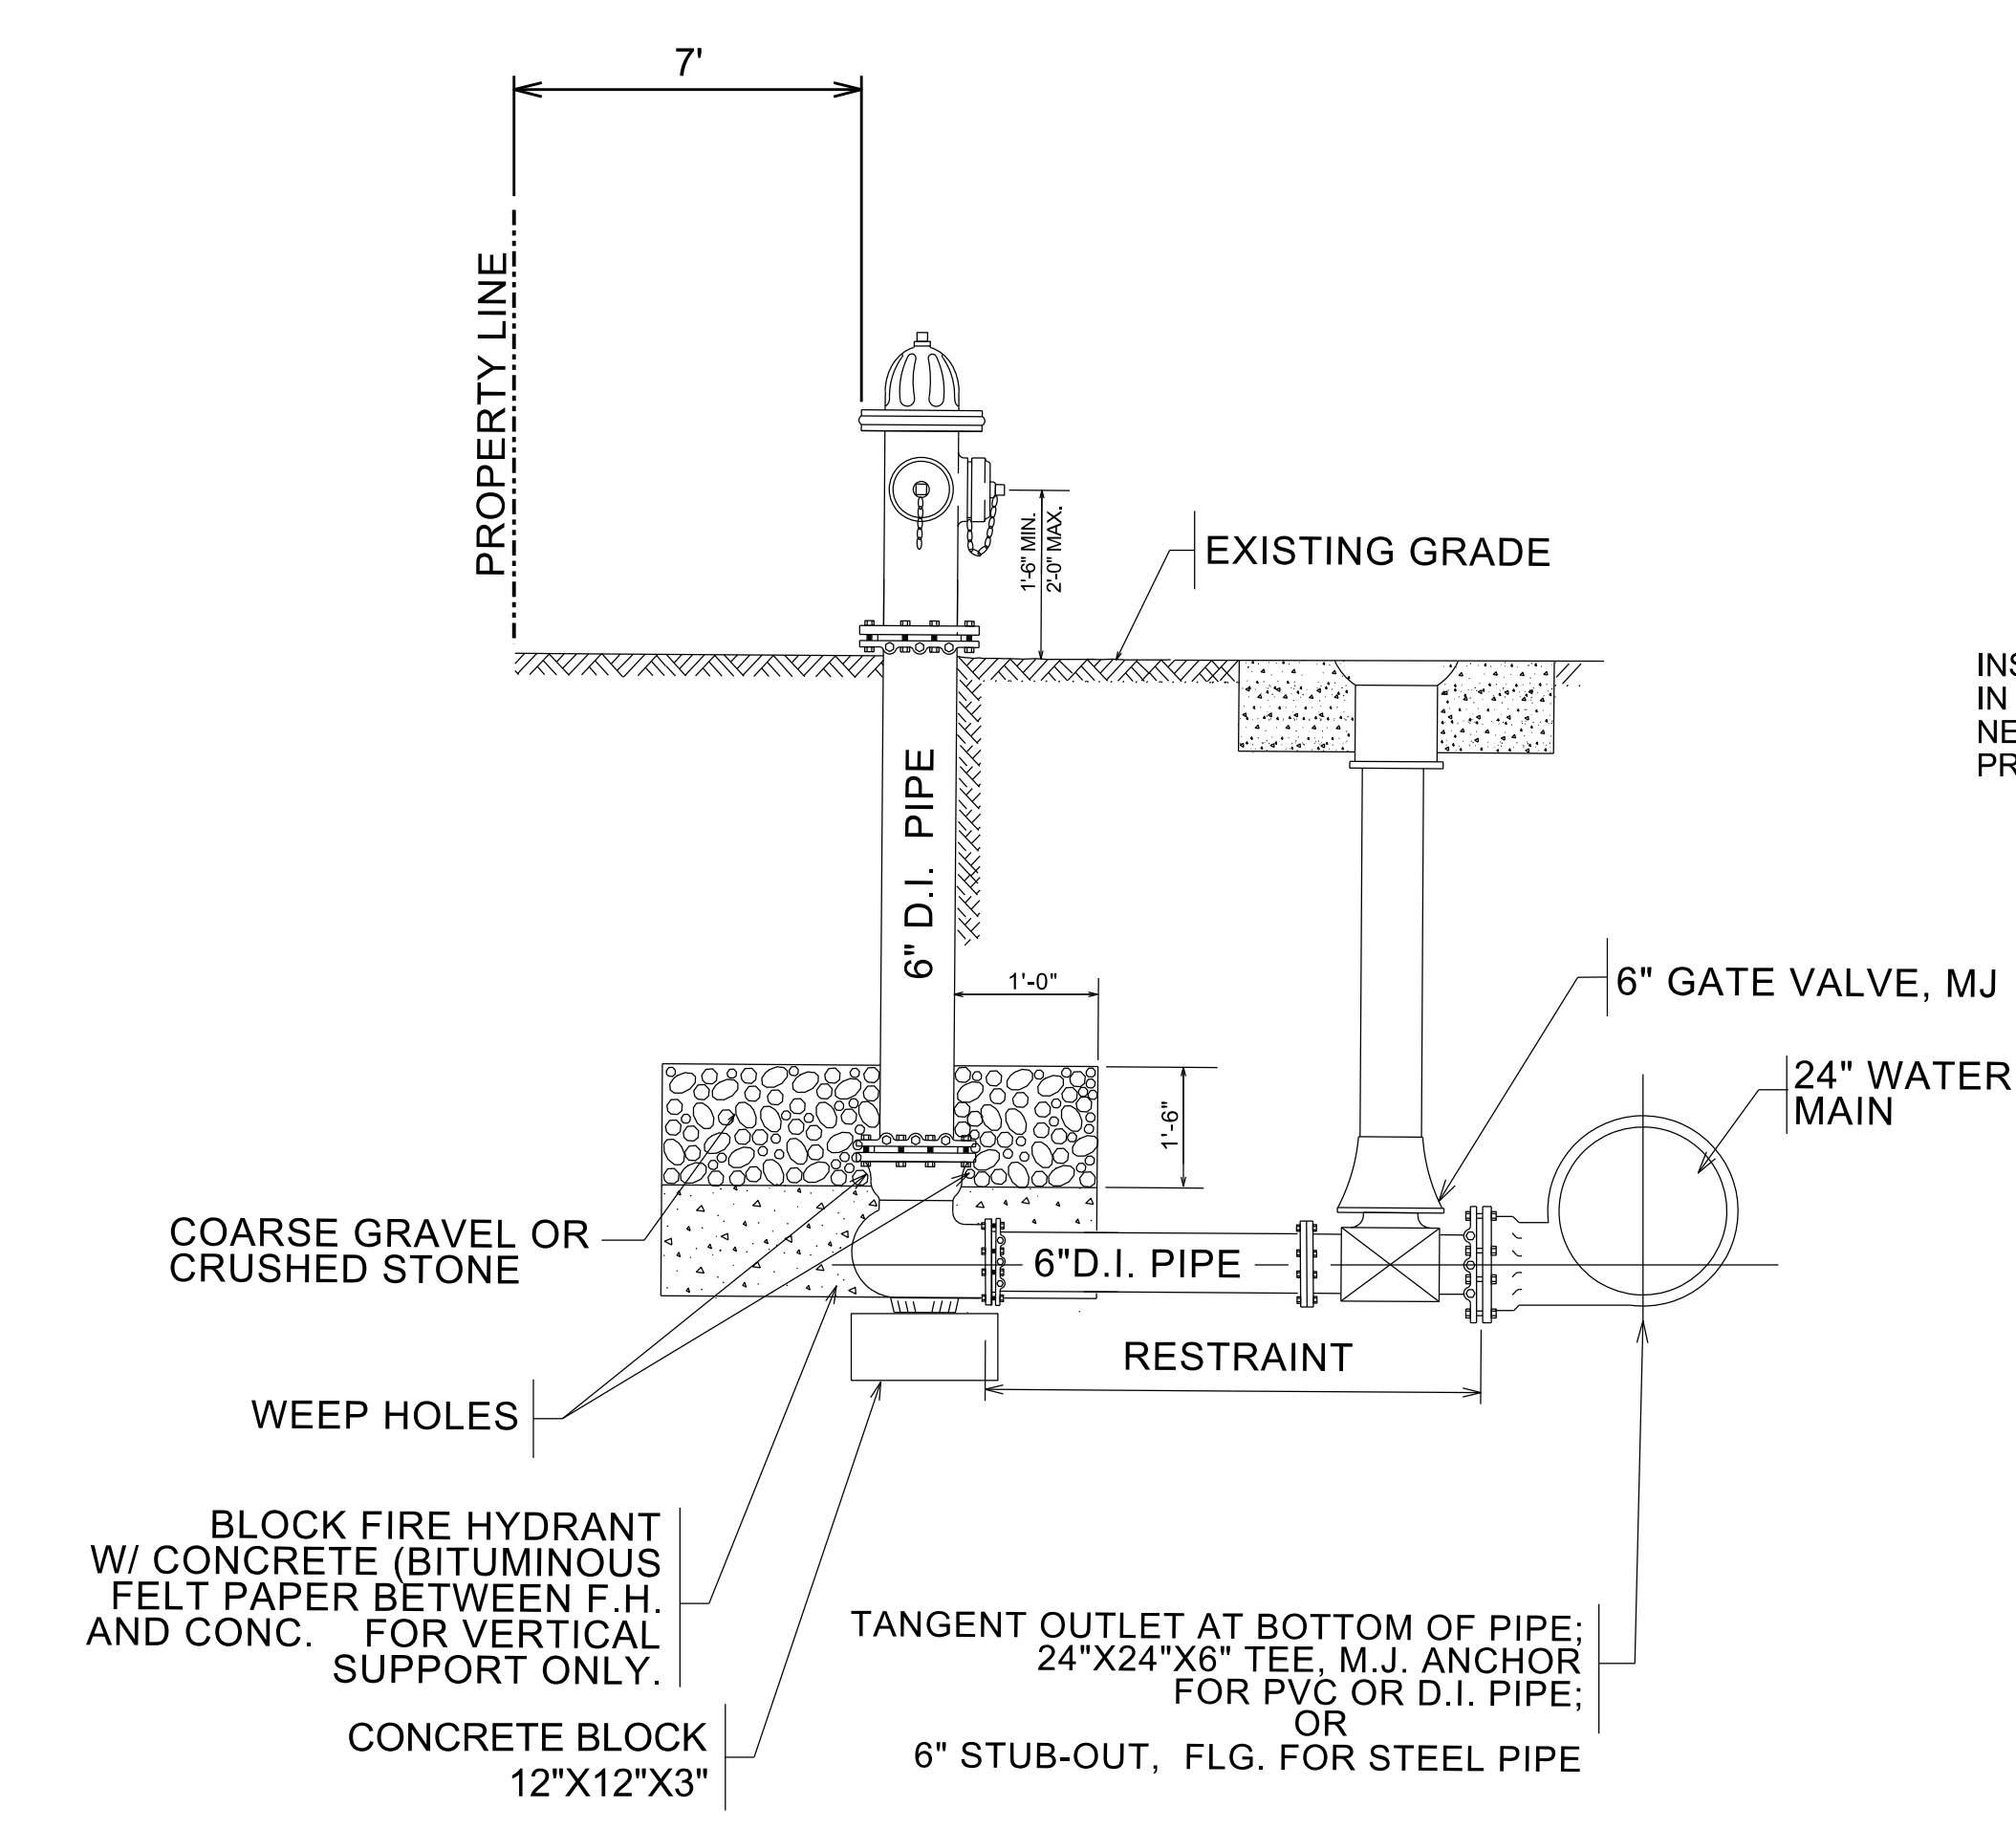 7'
PROPERTY LINE
1'-6" MIN.
2'-0" MAX.
EXISTING GRADE
IN
6" D.I. PIPE
1'-0"
6" GATE VALVE, MJ
24" WATER
MAIN
1'-6"
COARSE GRAVEL OR
CRUSHED STONE
6"D.I. PIPE
RESTRAINT
WEEP HOLES
BLOCK FIRE HYDRANT
W/ CONCRETE (BITUMINOUS
FELT PAPER BETWEEN F.H.
AND CONC. FOR VERTICAL
SUPPORT ONLY.
CONCRETE BLOCK
12"X12"X3"
TANGENT OUTLET AT BOTTOM OF PIPE;
24"X24"X6" TEE, M.J. ANCHOR
FOR PVC OR D.I. PIPE;
OR
6" STUB-OUT, FLG. FOR STEEL PIPE